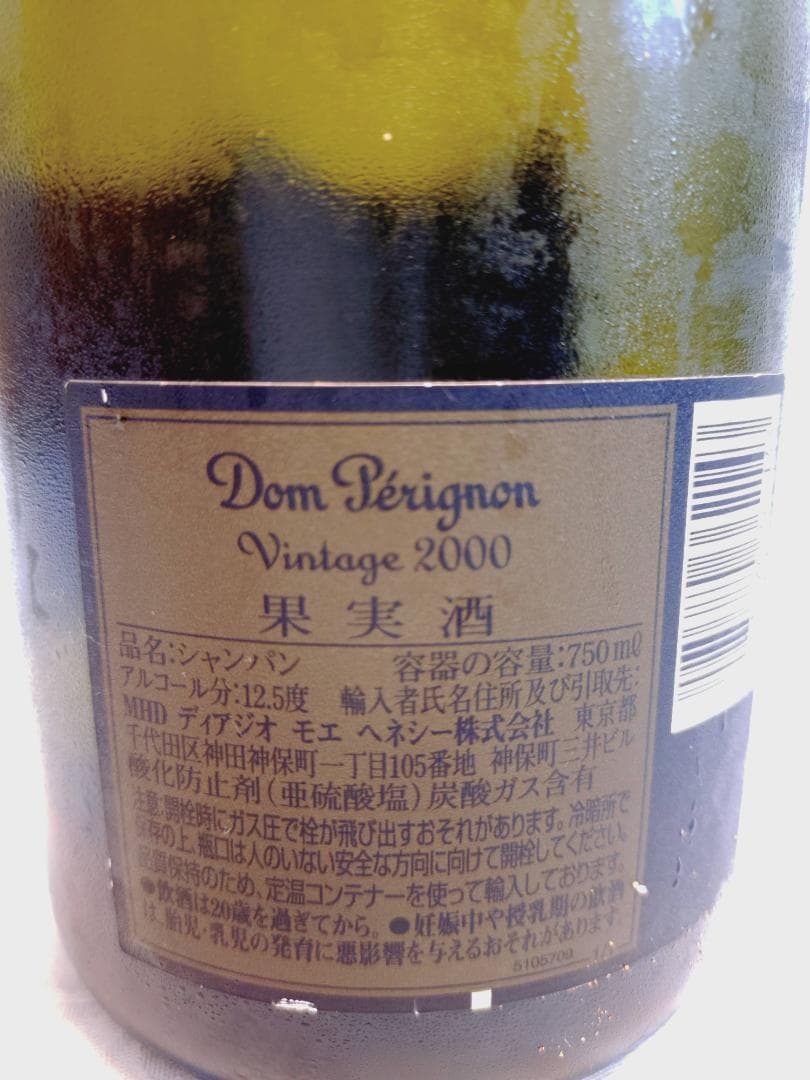 Dom Pérignon
Vintage 2000
果実酒
品名:シャンパン 容器の容量:750mℓ
アルコール分:12.5度 輸入者氏名住所及び引取先:
MHD ディアジオ モエ ヘネシー株式会社 東京都
千代田区神田神保町一丁目105番地 神保町三井ビル
酸化防止剤(亜硫酸塩)炭酸ガス含有
注意:開栓時にガス圧で栓が飛び出すおそれがあります。冷暗所で
保存の上、瓶口は人のいない安全な方向に向けて開栓してください。
品質保持のため、定温コンテナーを使って輸入しております。
●飲酒は20歳を過ぎてから。●妊娠中や授乳期の飲酒
は、胎児・乳児の発育に悪影響を与えるおそれがあります。
5105709